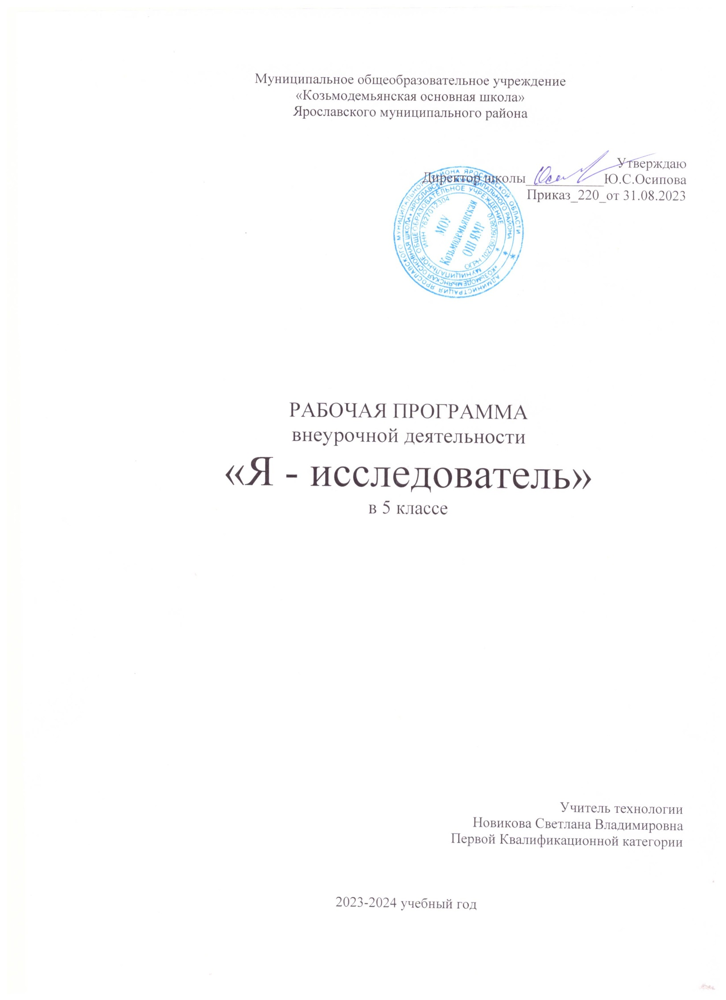 Муниципальное общеобразовательное учреждение
«Козьмодемьянская основная школа»
Ярославского муниципального района
Утверждаю
Директор школы___________Ю.С.Осипова
Приказ_220_от 31.08.2023
АДМИНИСТРАЦИЯ ЯРОСЛАВСКОГО МУНИЦИПАЛЬНОГО РАЙОНА ЯРОСЛАВСКОЙ ОБЛАСТИ
«КОЗЬМОДЕМЬЯНСКАЯ ОСНОВНАЯ ШКОЛА» ЯРОСЛАВСКОГО МУНИЦИПАЛЬНОГО РАЙОНА
МУНИЦИПАЛЬНОЕ ОБЩЕОБРАЗОВАТЕЛЬНОЕ УЧРЕЖДЕНИЕ
ИНН 7627012304
ОГРН 1027601603810
МОУ
Козьмодемьянская
ОШ ЯМР
РАБОЧАЯ ПРОГРАММА
внеурочной деятельности
«Я - исследователь»
в 5 классе
Учитель технологии
Новикова Светлана Владимировна
Первой Квалификационной категории
2023-2024 учебный год